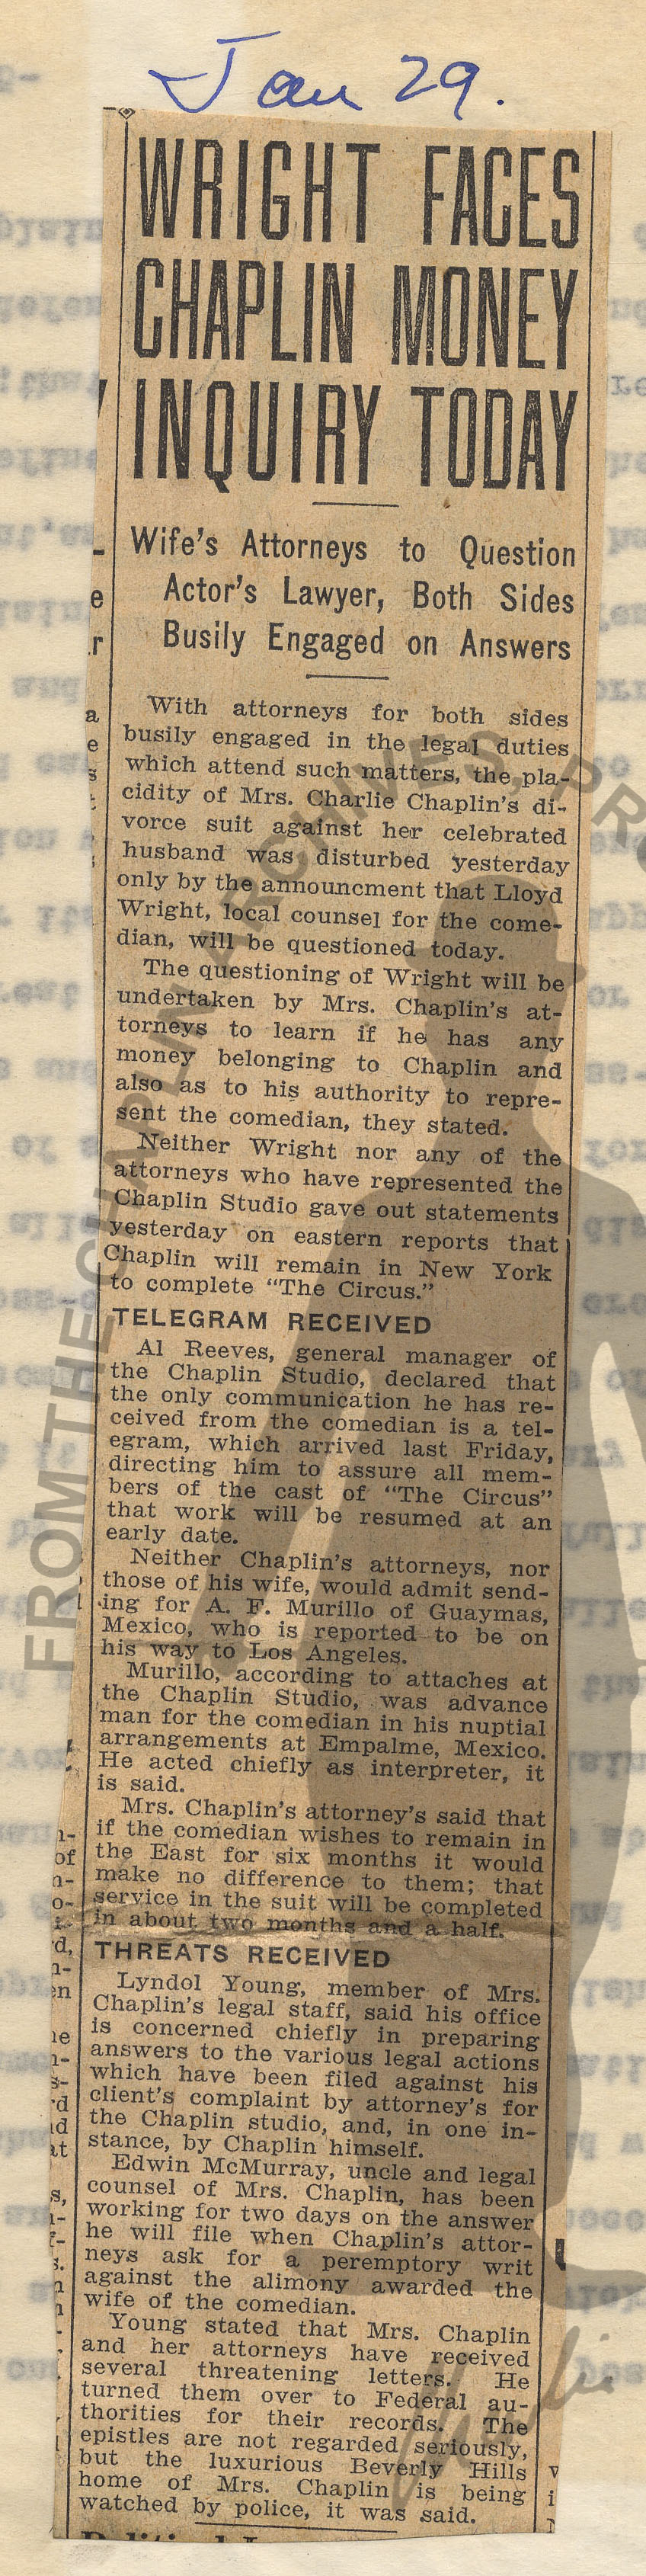 Jan 29.
WRIGHT FACES
CHAPLIN MONEY
INQUIRY TODAY
Wife's Attorneys to Question
Actor's Lawyer, Both Sides
Busily Engaged on Answers
With attorneys for both sides
busily engaged in the legal duties
which attend such matters, the pla-
cidity of Mrs. Charlie Chaplin's di-
vorce suit against her celebrated
husband was disturbed yesterday
only by the announcment that Lloyd
Wright, local counsel for the come-
dian, will be questioned today.
The questioning of Wright will be
undertaken by Mrs. Chaplin's at-
torneys to learn if he has any
money belonging to Chaplin and
also as to his authority to repre-
sent the comedian, they stated.
Neither Wright nor any of the
attorneys who have represented the
Chaplin Studio gave out statements
yesterday on eastern reports that
Chaplin will remain in New York
to complete "The Circus."
TELEGRAM RECEIVED
Al Reeves, general manager of
the Chaplin Studio, declared that
the only communication he has re-
ceived from the comedian is a tel-
egram, which arrived last Friday,
directing him to assure all mem-
bers of the cast of "The Circus"
that work will be resumed at an
early date.
Neither Chaplin's attorneys, nor
those of his wife, would admit send-
ing for A. F. Murillo of Guaymas,
Mexico, who is reported to be on
his way to Los Angeles.
Murillo, according to attaches at
the Chaplin Studio, was advance
man for the comedian in his nuptial
arrangements at Empalme, Mexico.
He acted chiefly as interpreter, it
is said.
Mrs. Chaplin's attorney's said that
if the comedian wishes to remain in
the East for six months it would
make no difference to them; that
service in the suit will be completed
in about two months and a half.
THREATS RECEIVED
Lyndol Young, member of Mrs.
Chaplin's legal staff, said his office
is concerned chiefly in preparing
answers to the various legal actions
which have been filed against his
client's complaint by attorney's for
the Chaplin studio, and, in one in-
stance, by Chaplin himself.
Edwin McMurray, uncle and legal
counsel of Mrs. Chaplin, has been
working for two days on the answer
he will file when Chaplin's attor-
neys ask for a peremptory writ
against the alimony awarded the
wife of the comedian.
Young stated that Mrs. Chaplin
and her attorneys have received
several threatening letters. He
turned them over to Federal au-
thorities for their records. The
epistles are not regarded seriously,
but the luxurious Beverly Hills
home of Mrs. Chaplin is being
watched by police, it was said.
FROM THE CHAPLIN ARCHIVES, PRO